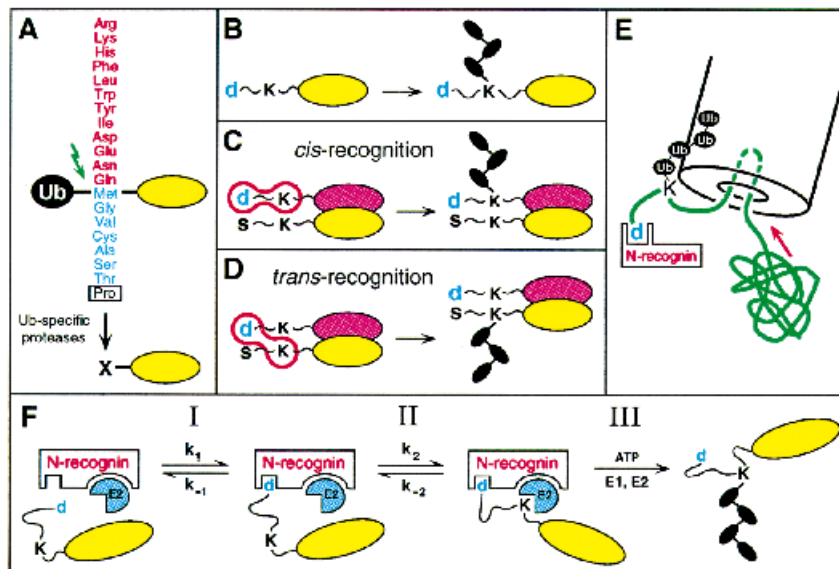 A
Arg
Lys
His
Phe
Leu
Trp
Tyr
Ile
Asp
Glu
Asn
Gln
Ub
Met
Gly
Val
Cys
Ala
Ser
Thr
Pro
Ub-specific
proteases
X
B
d K d K
C cis-recognition
d K d K
S K S K
D trans-recognition
d K d K
S K S K
E
Ub
Ub
Ub
Ub
K
d
N-recognin
F I II III
N-recognin k1 N-recognin k2 N-recognin ATP d
k-1 k-2 E1, E2
d E2 d E2 d K E2 K
K K